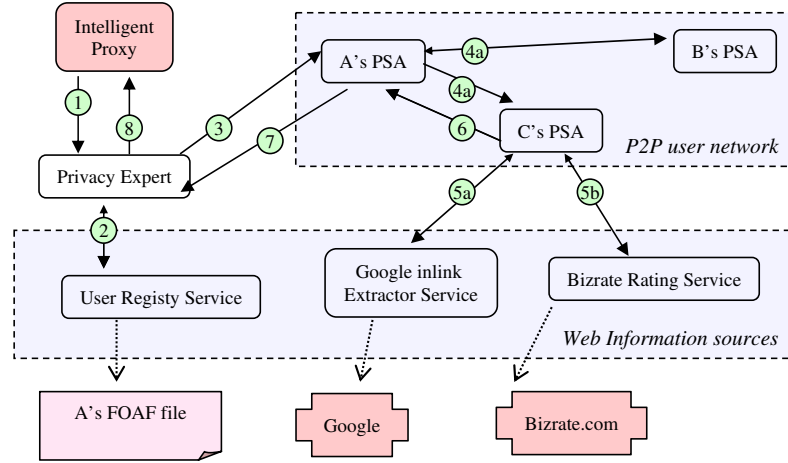 Intelligent
Proxy
A's PSA
4a
B's PSA
1
8
3
4a
7
6
C's PSA
P2P user network
Privacy Expert
5a
5b
2
User Registy Service
Google inlink
Extractor Service
Bizrate Rating Service
Web Information sources
A's FOAF file
Google
Bizrate.com